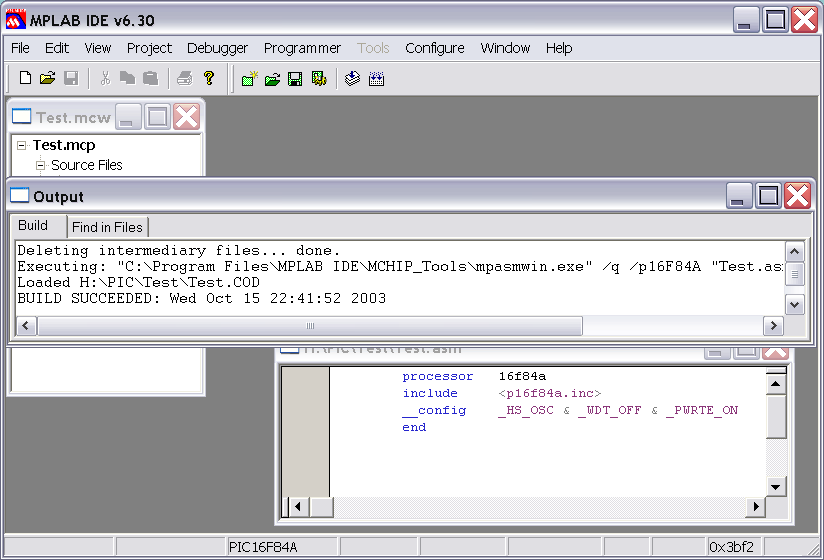 MPLAB IDE v6.30
File Edit View Project Debugger Programmer Tools Configure Window Help
Test.mcw
Test.mcp
Source Files
Output
Build Find in Files
Deleting intermediary files... done.
Executing: "C:\Program Files\MPLAB IDE\MCHIP_Tools\mpasmwin.exe" /q /p16F84A "Test.asm
Loaded H:\PIC\Test\Test.COD
BUILD SUCCEEDED: Wed Oct 15 22:41:52 2003
H:\PIC\Test\Test.asm
processor 16f84a
include <p16f84a.inc>
__config _HS_OSC & _WDT_OFF & _PWRTE_ON
end
PIC16F84A 0x3bf2